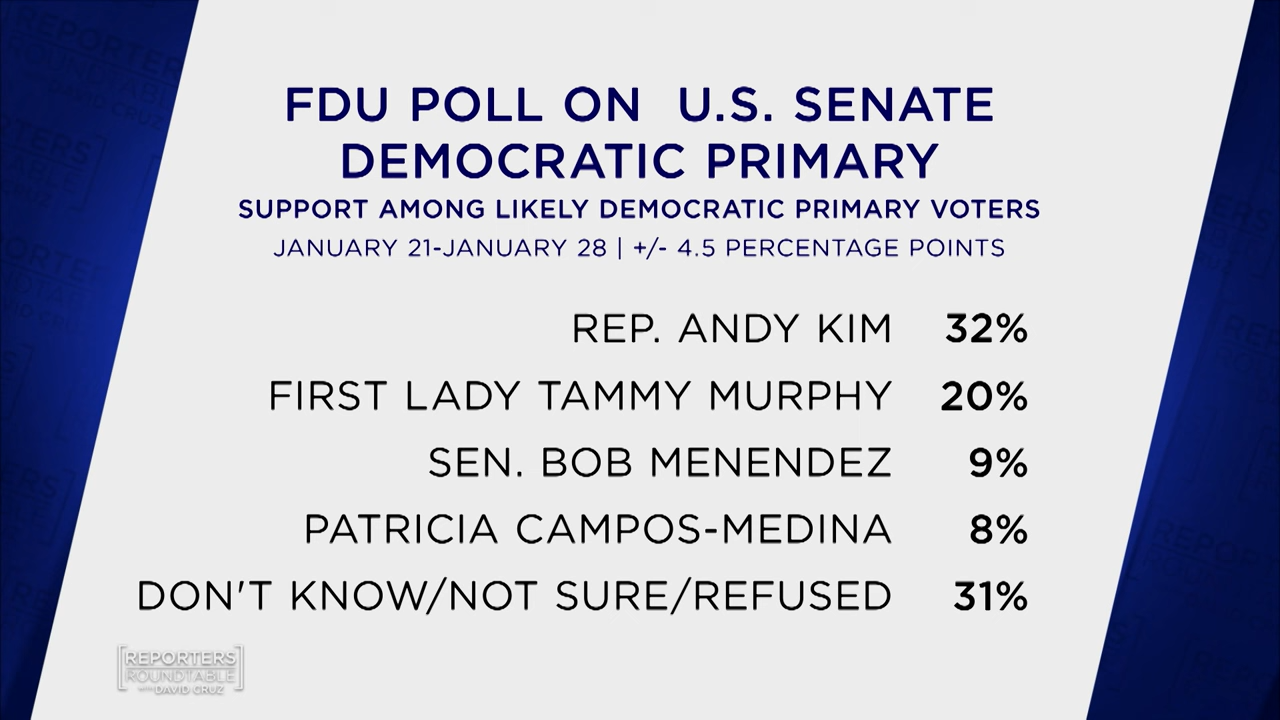 FDU POLL ON U.S. SENATE
DEMOCRATIC PRIMARY
SUPPORT AMONG LIKELY DEMOCRATIC PRIMARY VOTERS
JANUARY 21-JANUARY 28 | +/- 4.5 PERCENTAGE POINTS
REP. ANDY KIM 32%
FIRST LADY TAMMY MURPHY 20%
SEN. BOB MENENDEZ 9%
PATRICIA CAMPOS-MEDINA 8%
DON'T KNOW/NOT SURE/REFUSED 31%
[REPORTERS
ROUNDTABLE]
WITH DAVID CRUZ